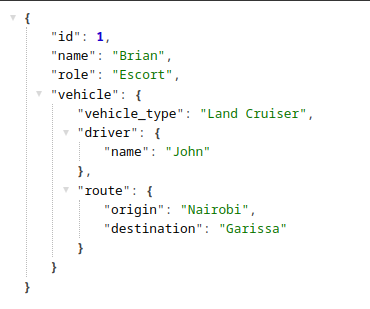 {
"id": 1,
"name": "Brian",
"role": "Escort",
"vehicle": {
"vehicle_type": "Land Cruiser",
"driver": {
"name": "John"
},
"route": {
"origin": "Nairobi",
"destination": "Garissa"
}
}
}